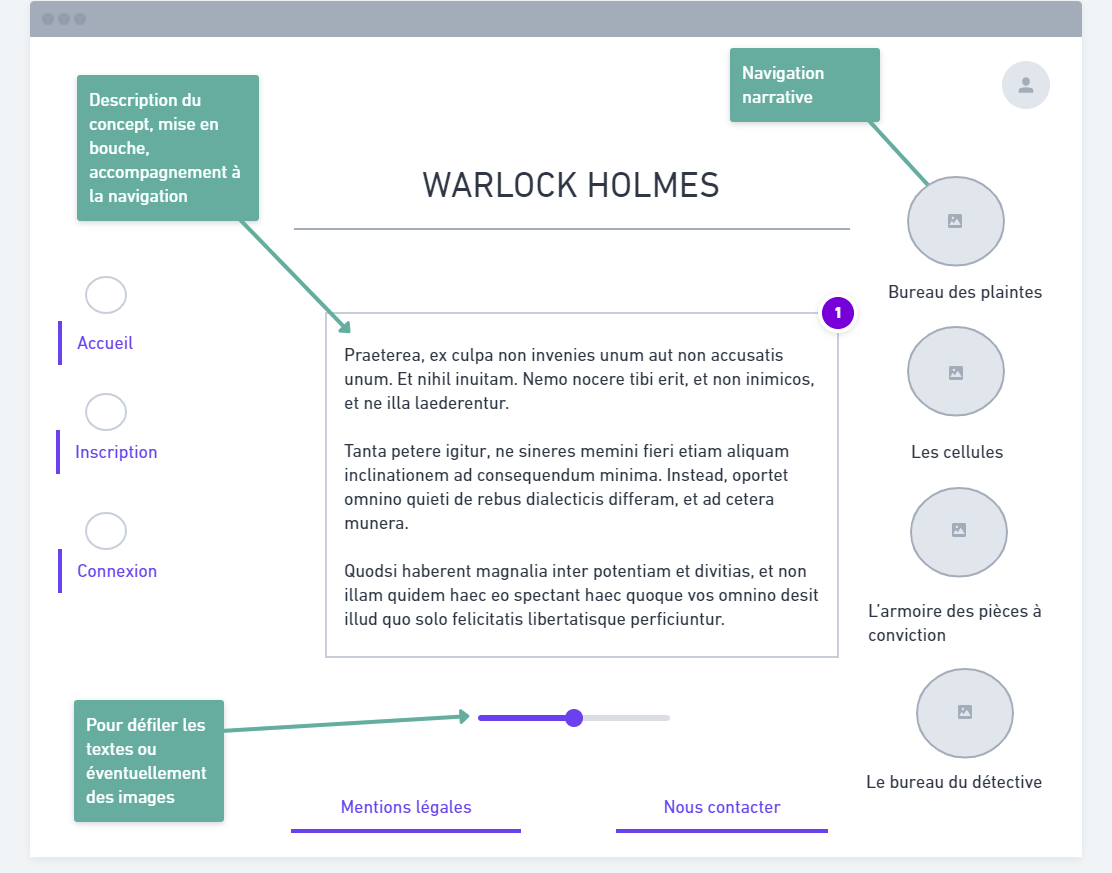 Description du
concept, mise en
bouche,
accompagnement à
la navigation
Navigation
narrative
WARLOCK HOLMES
Accueil
Inscription
Connexion
1
Praeterea, ex culpa non invenies unum aut non accusatis
unum. Et nihil inuitam. Nemo nocere tibi erit, et non inimicos,
et ne illa laederentur.
Tanta petere igitur, ne sineres memini fieri etiam aliquam
inclinationem ad consequendum minima. Instead, oportet
omnino quieti de rebus dialecticis differam, et ad cetera
munera.
Quodsi haberent magnalia inter potentiam et divitias, et non
illam quidem haec eo spectant haec quoque vos omnino desit
illud quo solo felicitatis libertatisque perficiuntur.
Bureau des plaintes
Les cellules
L’armoire des pièces à
conviction
Le bureau du détective
Pour défiler les
textes ou
éventuellement
des images
Mentions légales
Nous contacter